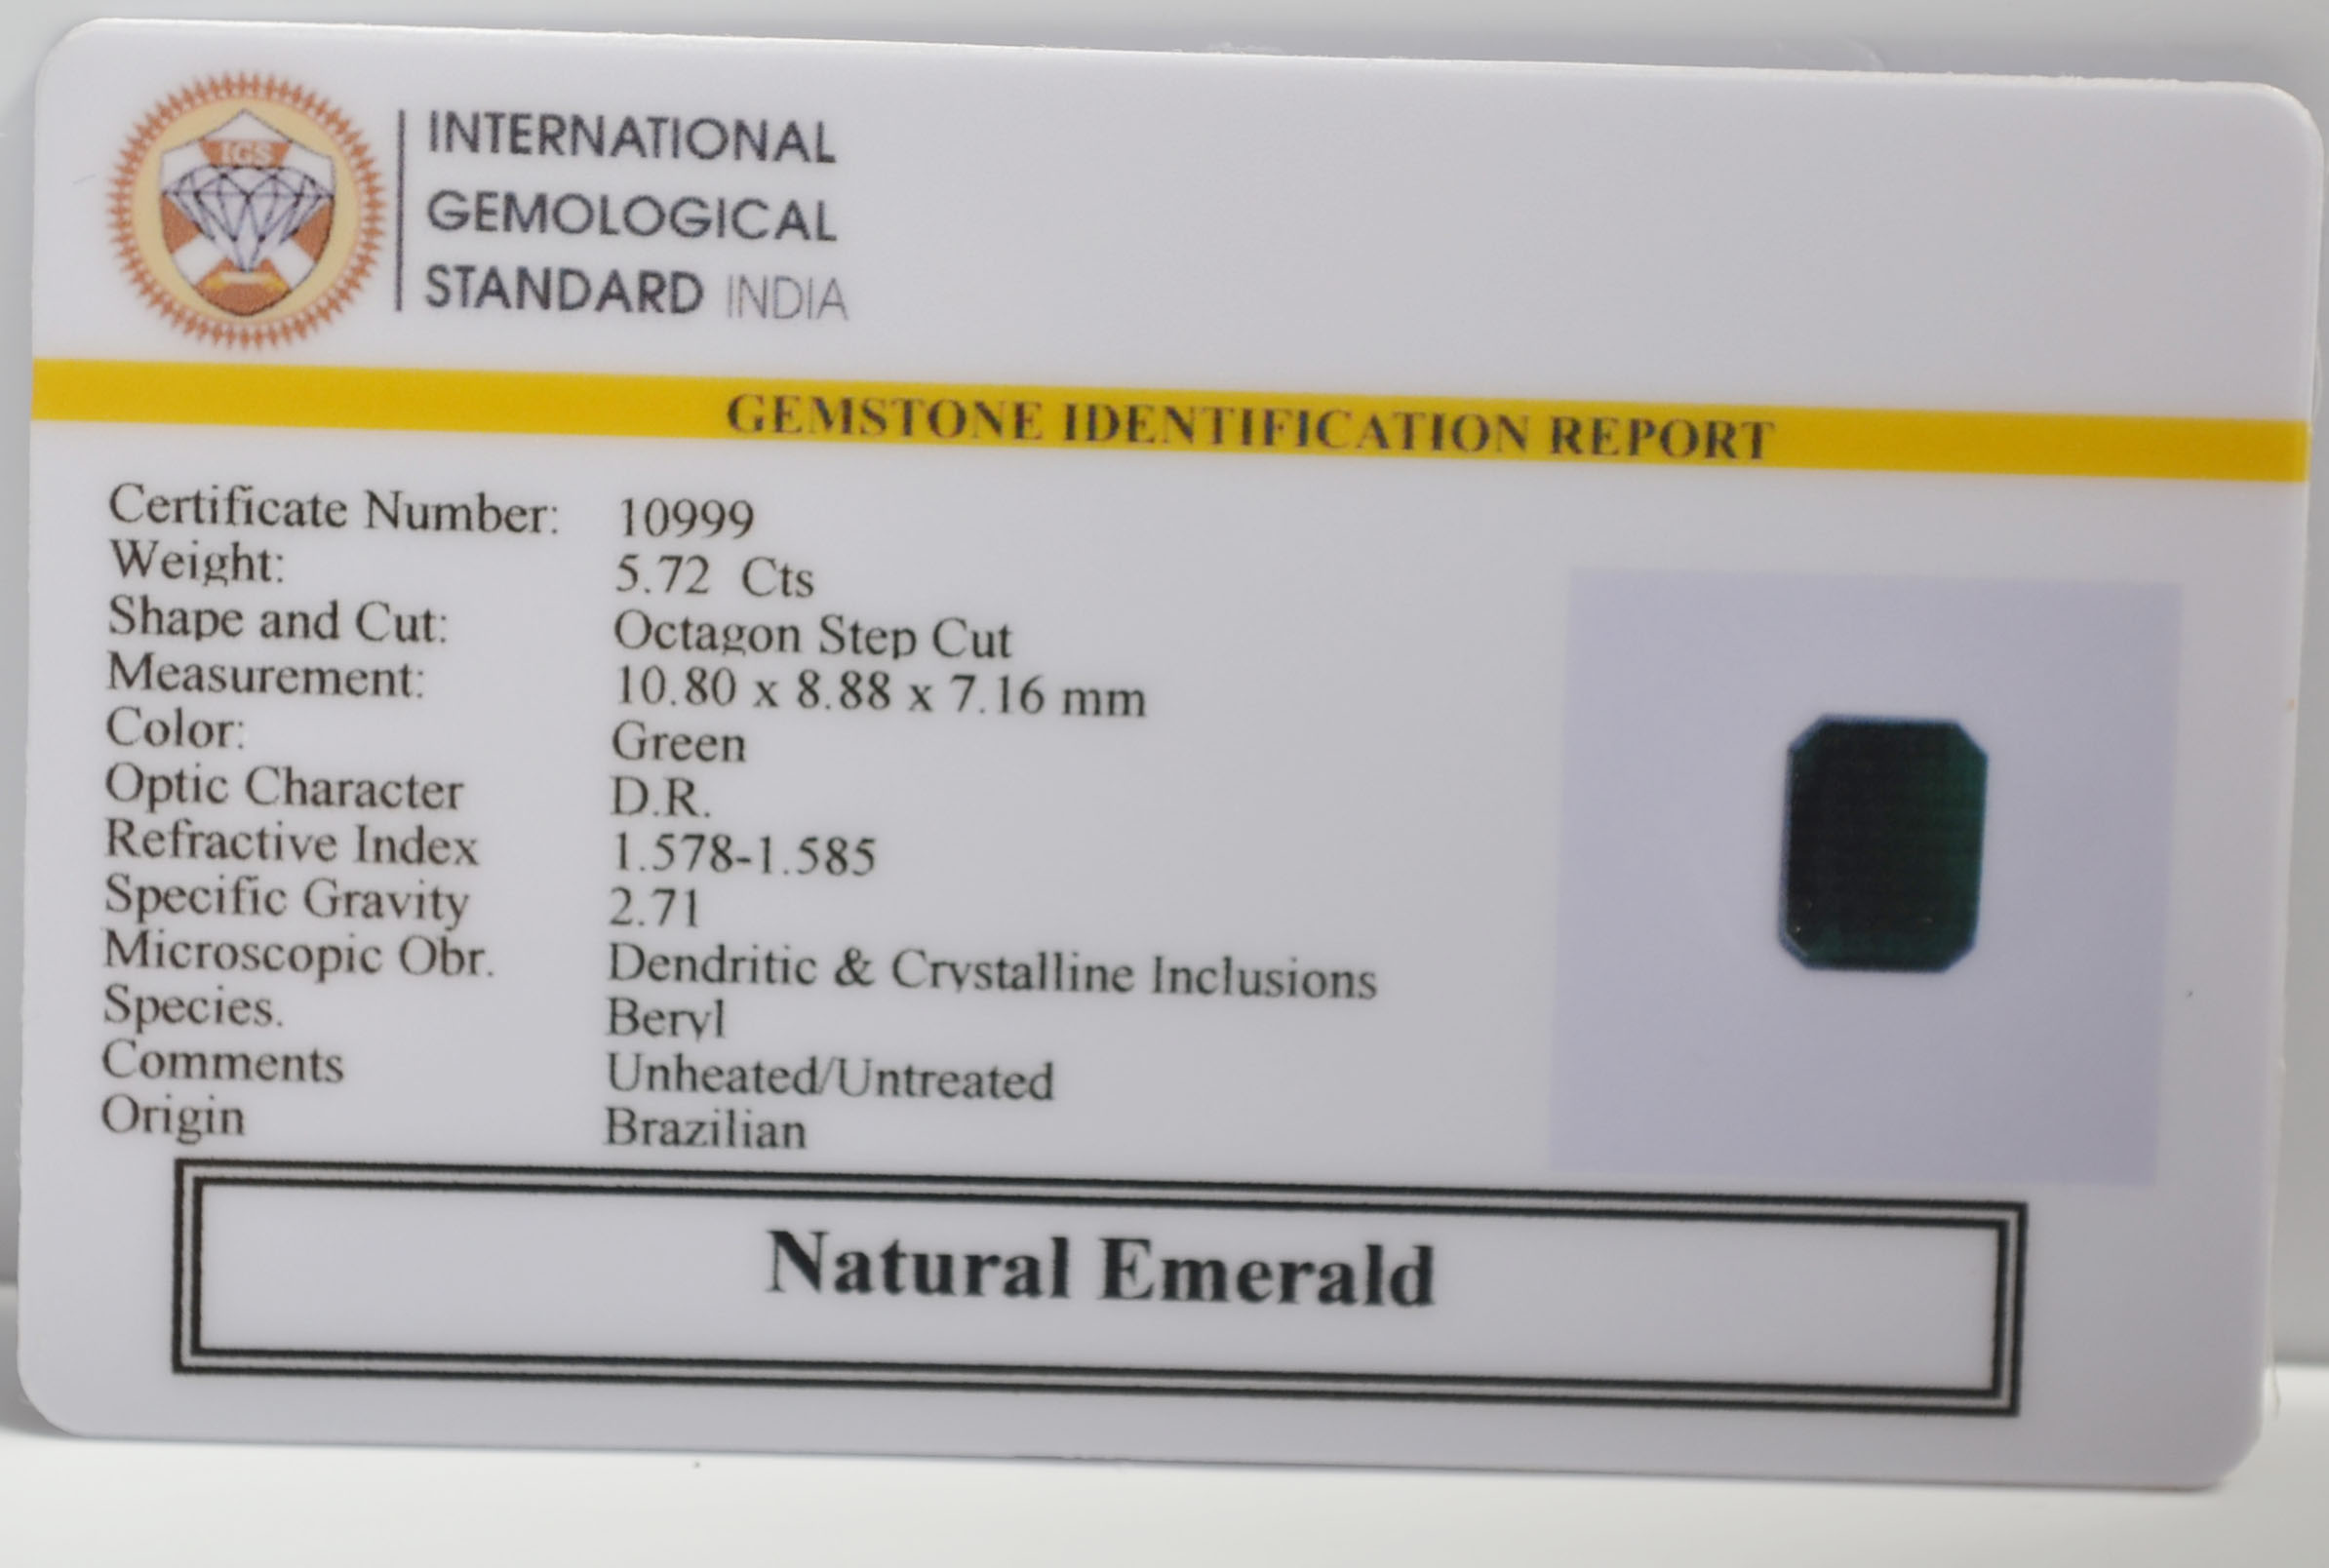 IGS
INTERNATIONAL
GEMOLOGICAL
STANDARD INDIA
GEMSTONE IDENTIFICATION REPORT
Certificate Number: 10999
Weight: 5.72 Cts
Shape and Cut: Octagon Step Cut
Measurement: 10.80 x 8.88 x 7.16 mm
Color: Green
Optic Character D.R.
Refractive Index 1.578-1.585
Specific Gravity 2.71
Microscopic Obr. Dendritic & Crystalline Inclusions
Species. Beryl
Comments Unheated/Untreated
Origin Brazilian
Natural Emerald